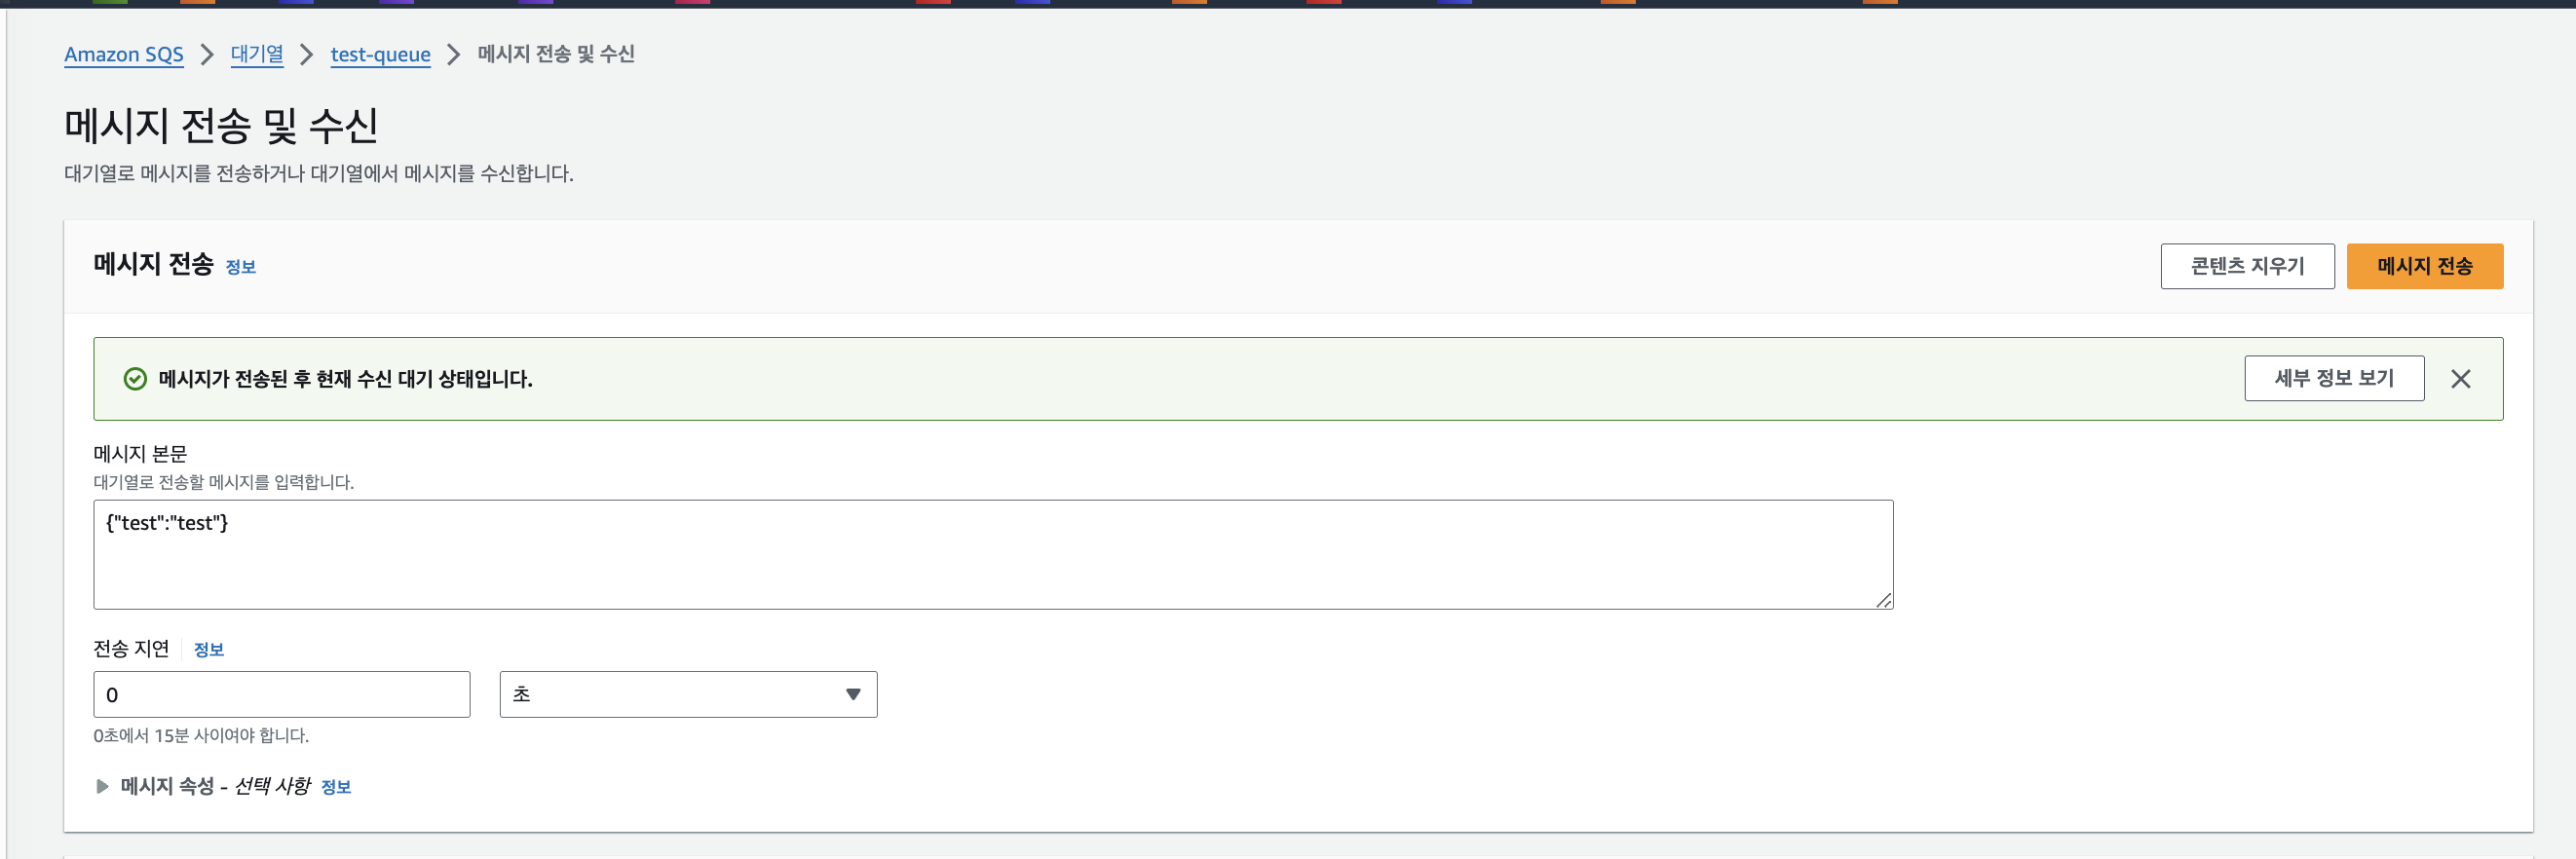 Amazon SQS > 대기열 > test-queue > 메시지 전송 및 수신
메시지 전송 및 수신
대기열로 메시지를 전송하거나 대기열에서 메시지를 수신합니다.
메시지 전송 정보
콘텐츠 지우기
메시지 전송
메시지가 전송된 후 현재 수신 대기 상태입니다.
세부 정보 보기
메시지 본문
대기열로 전송할 메시지를 입력합니다.
{"test":"test"}
전송 지연 정보
0
초
0초에서 15분 사이여야 합니다.
메시지 속성 - 선택 사항 정보